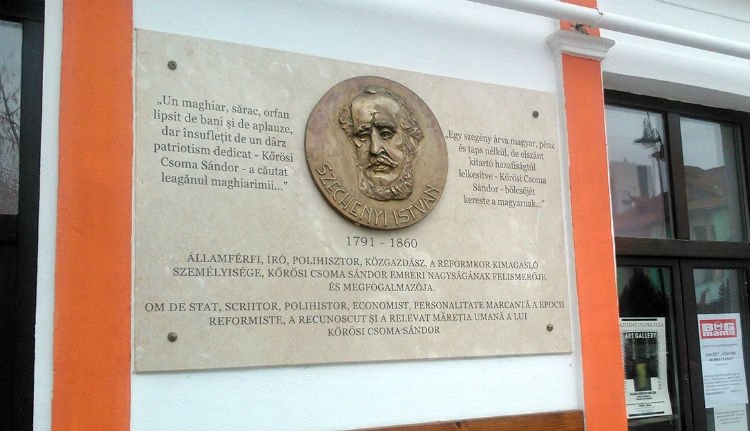 „Un maghiar, sărac, orfan
lipsit de bani şi de aplauze,
dar însufleţit de un dârz
patriotism dedicat - Kőrösi
Csoma Sándor - a căutat
leagănul maghiarimii...”
SZÉCHENYI ISTVÁN
„Egy szegény árva magyar, pénz
és taps nélkül, de elszánt
kitartó hazafiságtól
lelkesítve - Kőrösi Csoma
Sándor - bölcsőjét
kereste a magyarnak...”
1791 - 1860
ÁLLAMFÉRFI, ÍRÓ, POLIHISZTOR, KÖZGAZDÁSZ, A REFORMKOR KIMAGASLÓ
SZEMÉLYISÉGE, KŐRÖSI CSOMA SÁNDOR EMBERI NAGYSÁGÁNAK FELISMERŐJE
ÉS MEGFOGALMAZÓJA.
OM DE STAT, SCRIITOR, POLIHISTOR, ECONOMIST, PERSONALITATE MARCANTĂ A EPOCII
REFORMISTE, A RECUNOSCUT ŞI A RELEVAT MĂREŢIA UMANĂ A LUI
KŐRÖSI CSOMA SÁNDOR
ART GALLERY
BIG
mama